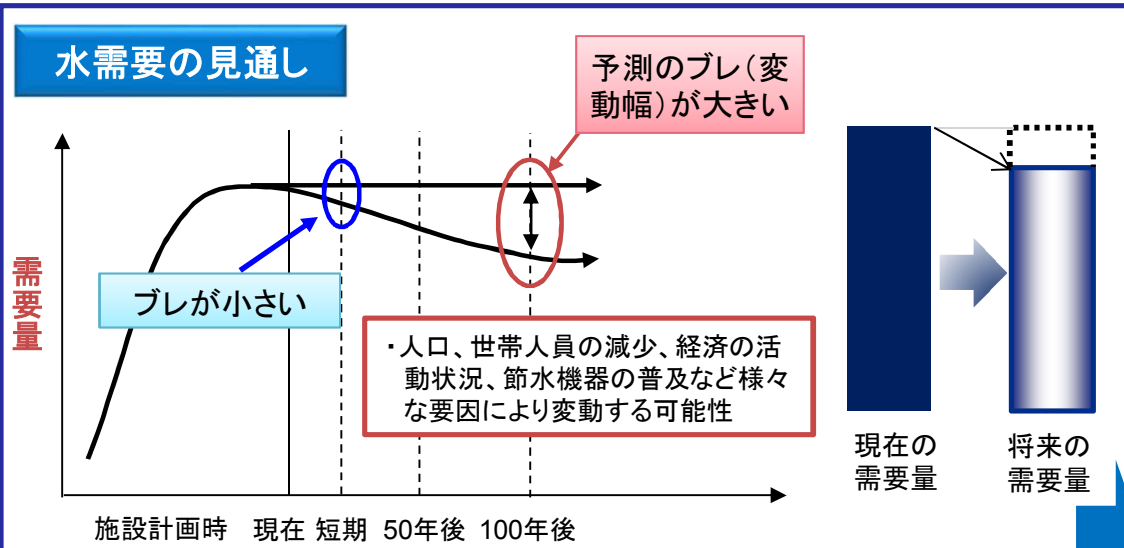 水需要の見通し
予測のブレ（変
動幅）が大きい
需要量
ブレが小さい
・人口、世帯人員の減少、経済の活
動状況、節水機器の普及など様々
な要因により変動する可能性
現在の
需要量
将来の
需要量
施設計画時 現在 短期 50年後 100年後